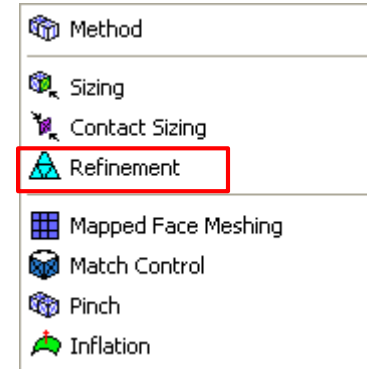 Method
Sizing
Contact Sizing
Refinement
Mapped Face Meshing
Match Control
Pinch
Inflation